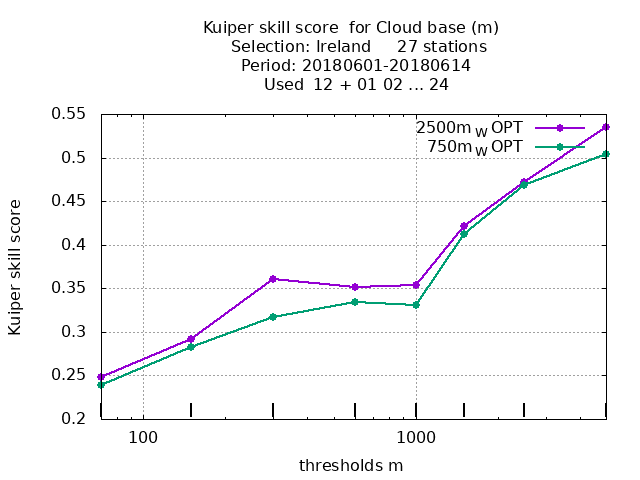 Kuiper skill score  for Cloud base (m)
Selection: Ireland     27 stations
Period: 20180601-20180614
Used  12 + 01 02 ... 24
0.55
0.5
0.45
0.4
0.35
0.3
0.25
0.2
Kuiper skill score
2500m_W OPT
750m_W OPT
100
1000
thresholds m